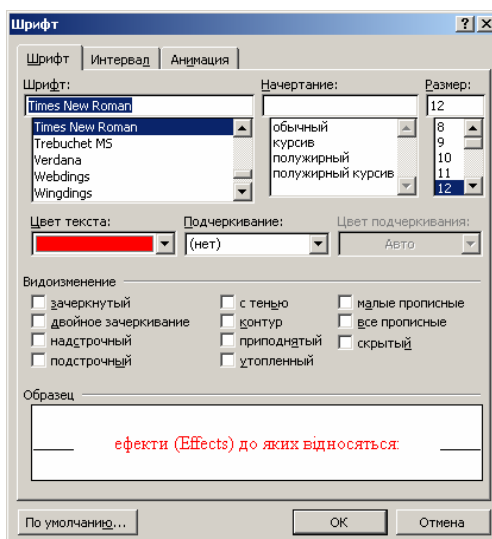 Шрифт
Шрифт Интервал Анимация
Шрифт: Начертание: Размер:
Times New Roman 12
Times New Roman обычный 8
Trebuchet MS курсив 9
Verdana полужирный 10
Webdings полужирный курсив 11
Wingdings 12
Цвет текста: Подчеркивание: Цвет подчеркивания:
(нет) Авто
Видоизменение
зачеркнутый с тенью малые прописные
двойное зачеркивание контур все прописные
надстрочный приподнятый скрытый
подстрочный утопленный
Образец
ефекти (Effects) до яких відносяться:
По умолчанию... ОК Отмена